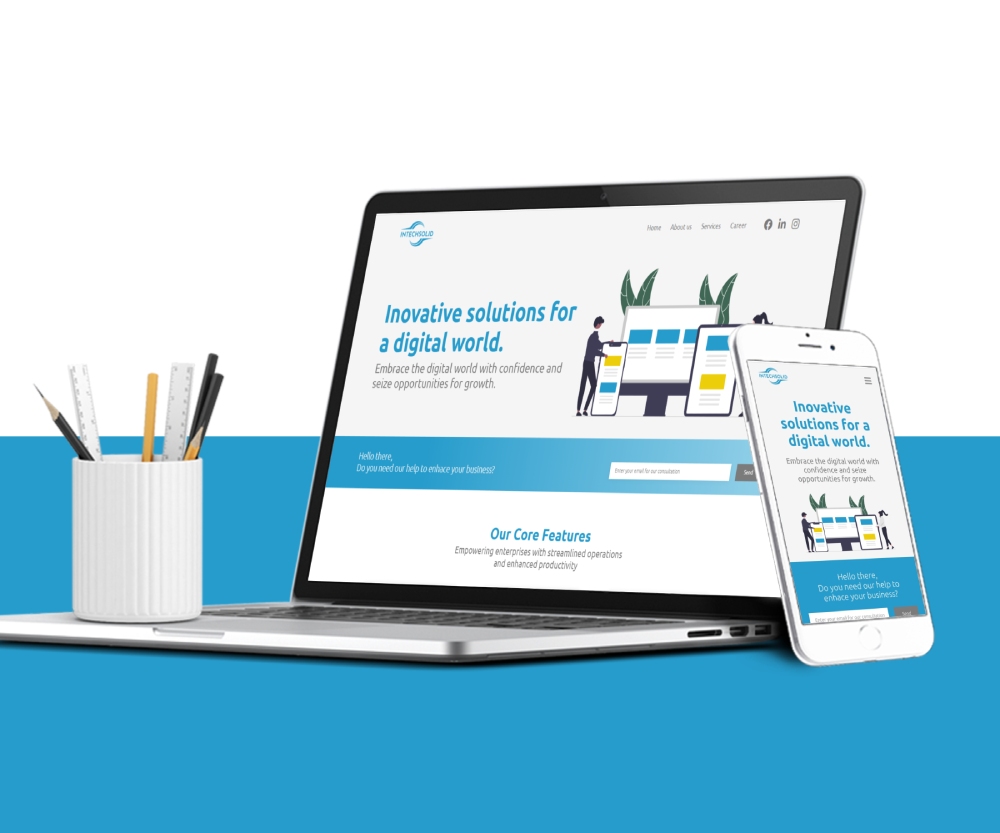 INTECHSOLID
Home About us Services Career
Inovative solutions for
a digital world.
Embrace the digital world with confidence and
seize opportunities for growth.
Hello there,
Do you need our help to enhace your business?
Enter your email for our consultation
Send
Our Core Features
Empowering enterprises with streamlined operations
and enhanced productivity
INTECHSOLID
Inovative
solutions for a
digital world.
Embrace the digital world with
confidence and seize
opportunities for growth.
Hello there,
Do you need our help to
enhace your business?
Enter your email for our consultation
Send